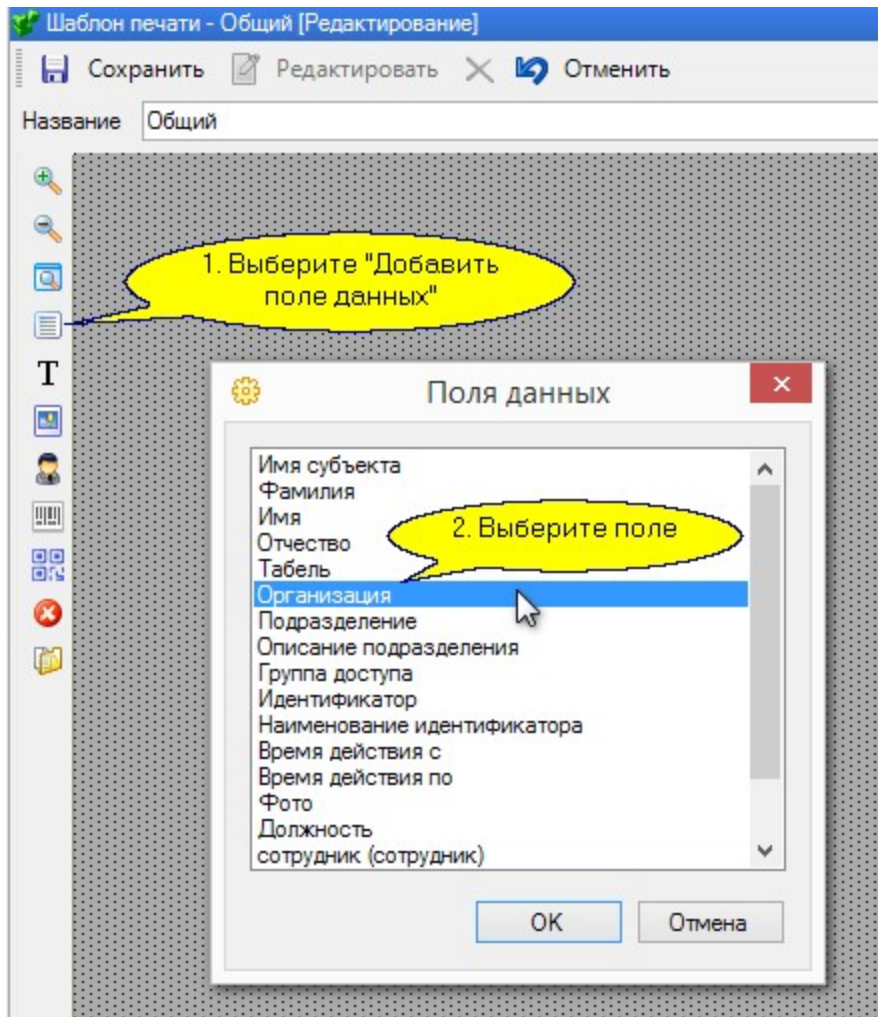 Шаблон печати - Общий [Редактирование]
Сохранить Редактировать Отменить
Название Общий
1. Выберите "Добавить
поле данных"
T
Поля данных
Имя субъекта
Фамилия
Имя
2. Выберите поле
Отчество
Табель
Организация
Подразделение
Описание подразделения
Группа доступа
Идентификатор
Наименование идентификатора
Время действия с
Время действия по
Фото
Должность
сотрудник (сотрудник)
OK Отмена